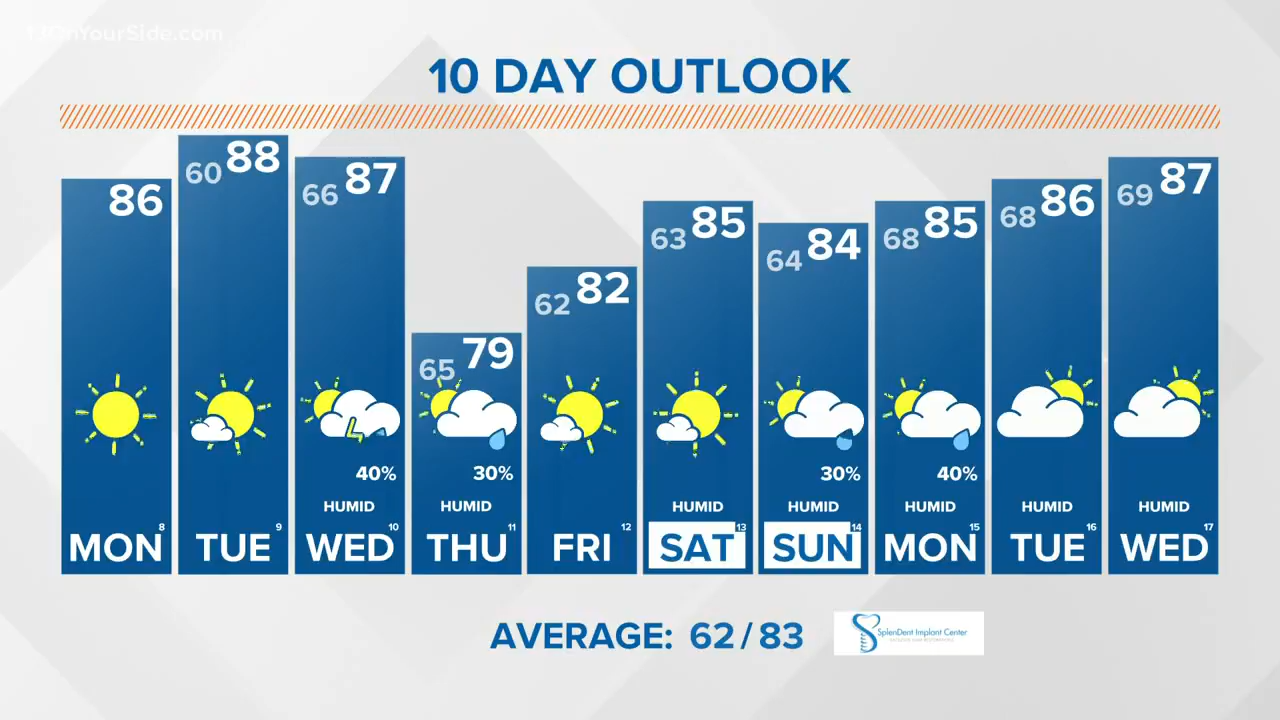 13OnYourSide.com
10 DAY OUTLOOK
86
60 88
66 87
65 79
62 82
63 85
64 84
68 85
68 86
69 87
40%
30%
30%
40%
HUMID
HUMID
HUMID
HUMID
HUMID
HUMID
HUMID
MON 8
TUE 9
WED 10
THU 11
FRI 12
SAT 13
SUN 14
MON 15
TUE 16
WED 17
AVERAGE: 62/83
SplenDent Implant Center